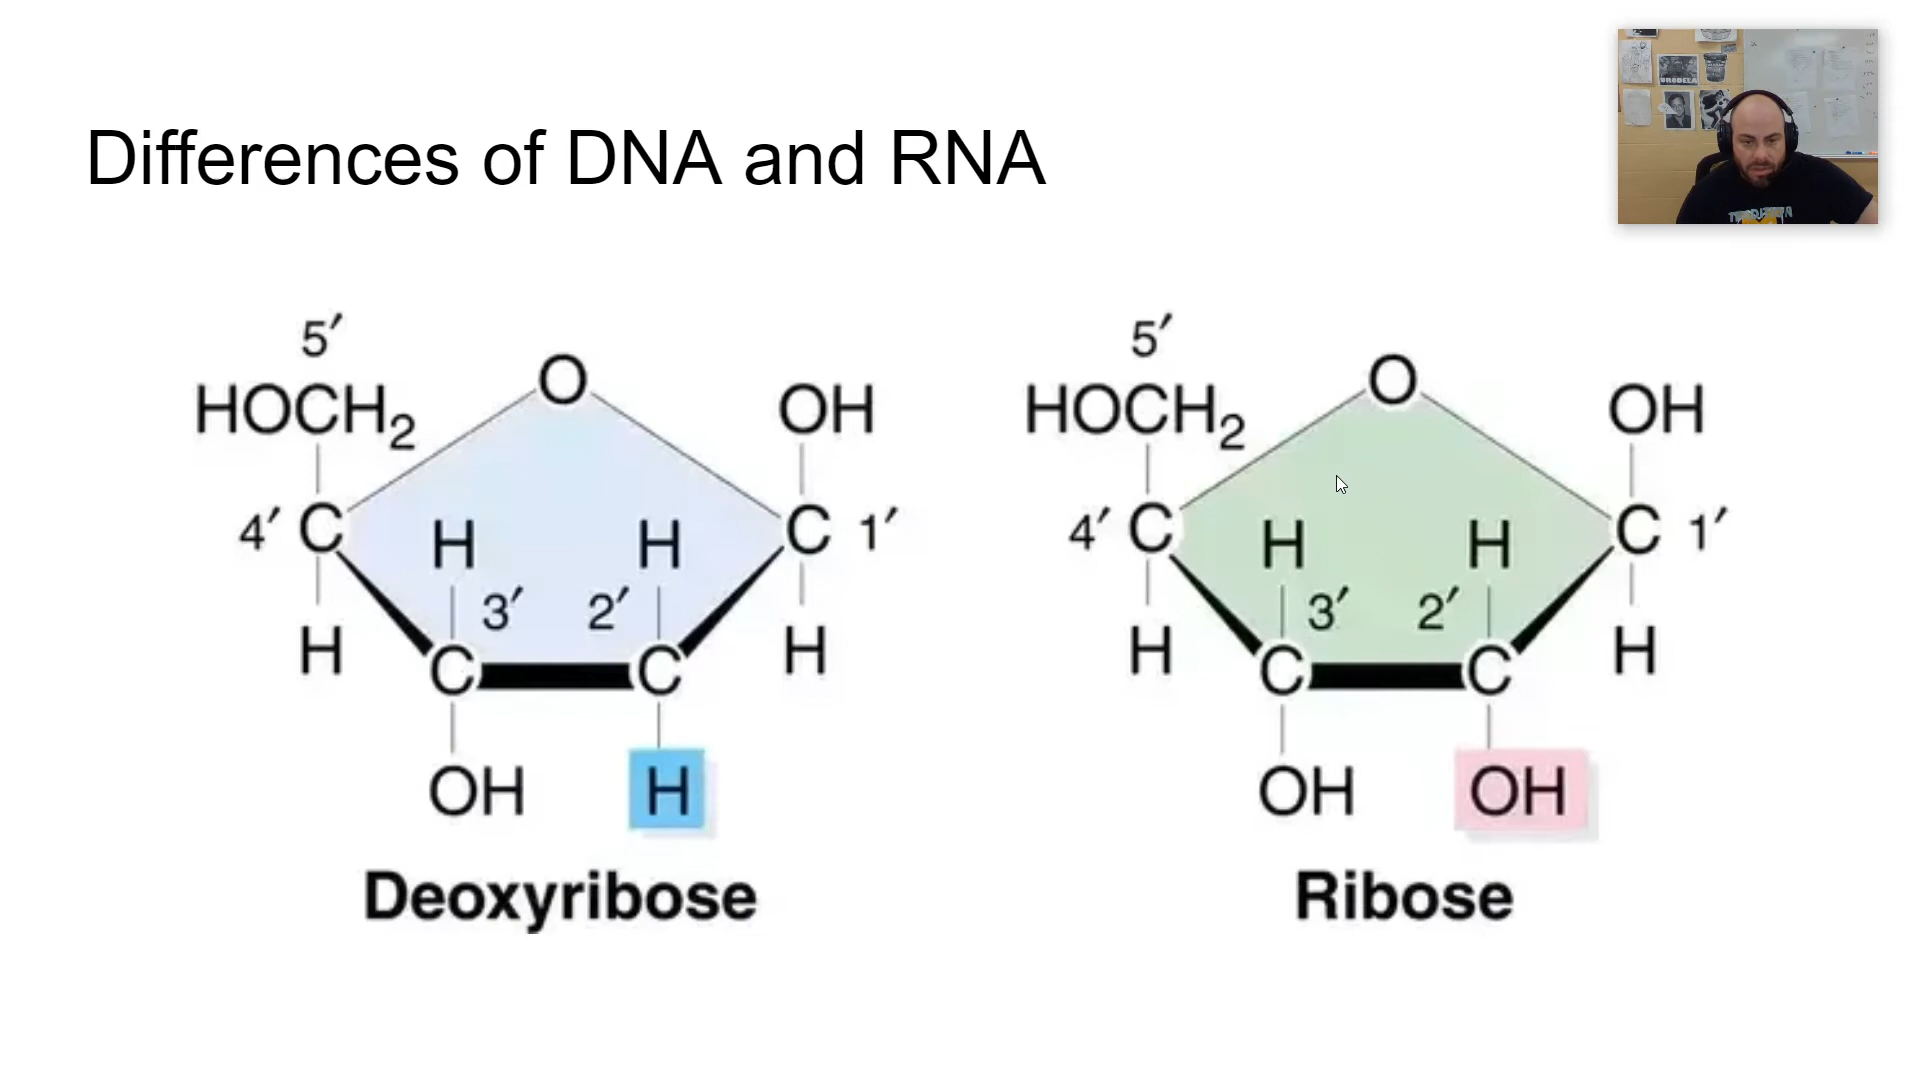 Differences of DNA and RNA
5′ 5′
HOCH₂ O OH HOCH₂ O OH
4′ C H H C 1′ 4′ C H H C 1′
3′ 2′ 3′ 2′
H C C H H C C H
OH H OH OH
Deoxyribose Ribose